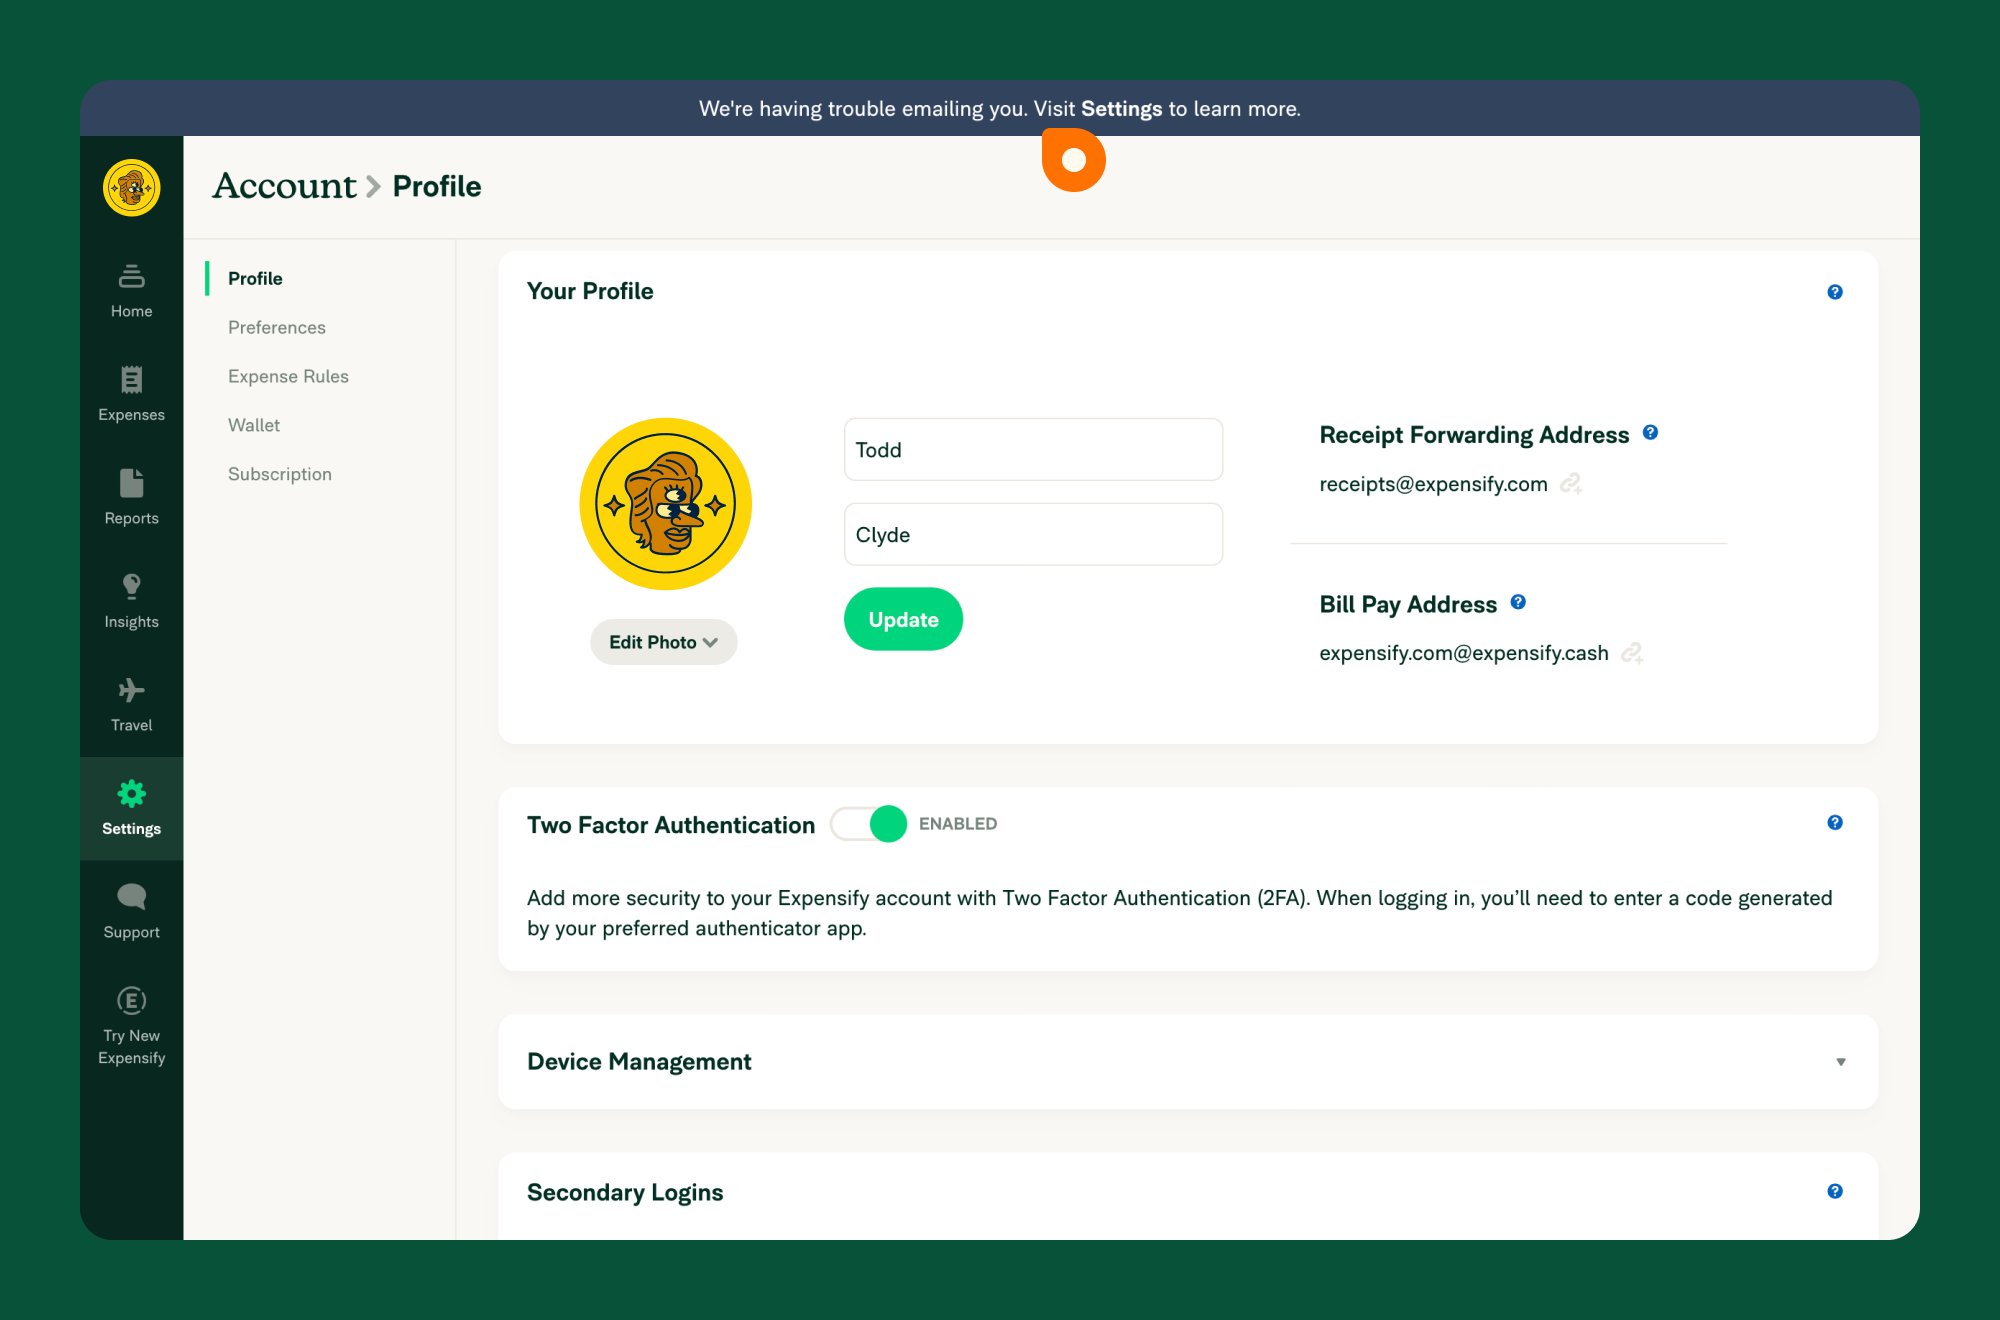 We're having trouble emailing you. Visit Settings to learn more.
Account > Profile
Home
Expenses
Reports
Insights
Travel
Settings
Support
E
Try New
Expensify
Profile
Preferences
Expense Rules
Wallet
Subscription
Your Profile
?
Edit Photo
Todd
Clyde
Update
Receipt Forwarding Address ?
receipts@expensify.com
Bill Pay Address ?
expensify.com@expensify.cash
Two Factor Authentication ENABLED
?
Add more security to your Expensify account with Two Factor Authentication (2FA). When logging in, you’ll need to enter a code generated
by your preferred authenticator app.
Device Management
Secondary Logins
?